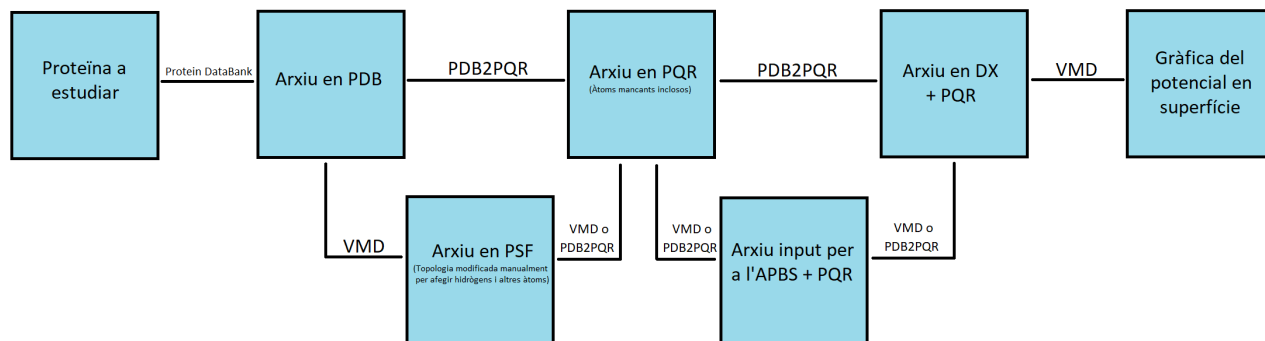 Proteïna a
estudiar
Protein DataBank
Arxiu en PDB
PDB2PQR
Arxiu en PQR
(Àtoms mancants inclosos)
PDB2PQR
Arxiu en DX
+ PQR
VMD
Gràfica del
potencial en
superfície
VMD
Arxiu en PSF
(Topologia modificada manualment
per afegir hidrògens i altres àtoms)
VMD o
PDB2PQR
VMD o
PDB2PQR
Arxiu input per
a l'APBS + PQR
VMD o
PDB2PQR